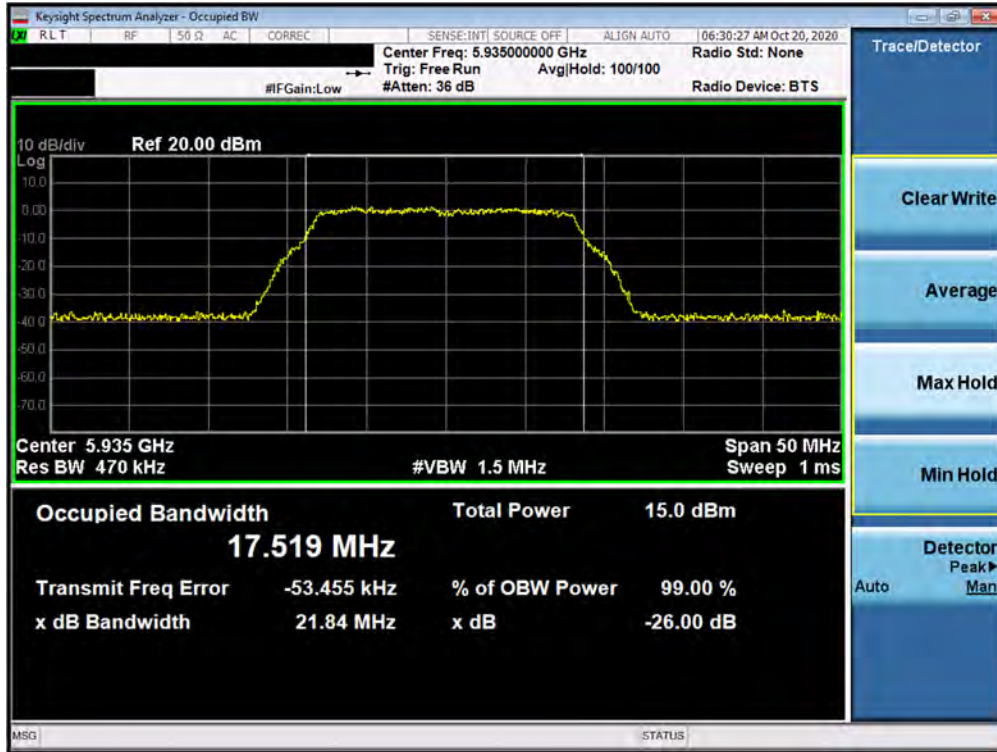 Keysight Spectrum Analyzer - Occupied BW
LXI RLT RF 50 Ω AC CORREC SENSE:INT SOURCE OFF ALIGN AUTO 06:30:27 AM Oct 20, 2020
Center Freq: 5.935000000 GHz Radio Std: None
Trig: Free Run Avg|Hold: 100/100
#IFGain:Low #Atten: 36 dB Radio Device: BTS
Trace/Detector
10 dB/div Ref 20.00 dBm
Log
10.0
0.00
-10.0
-20.0
-30.0
-40.0
-50.0
-60.0
-70.0
Center 5.935 GHz Span 50 MHz
Res BW 470 kHz #VBW 1.5 MHz Sweep 1 ms
Occupied Bandwidth Total Power 15.0 dBm
17.519 MHz
Transmit Freq Error -53.455 kHz % of OBW Power 99.00 %
x dB Bandwidth 21.84 MHz x dB -26.00 dB
Clear Write
Average
Max Hold
Min Hold
Detector
Peak▶
Auto Man
MSG STATUS